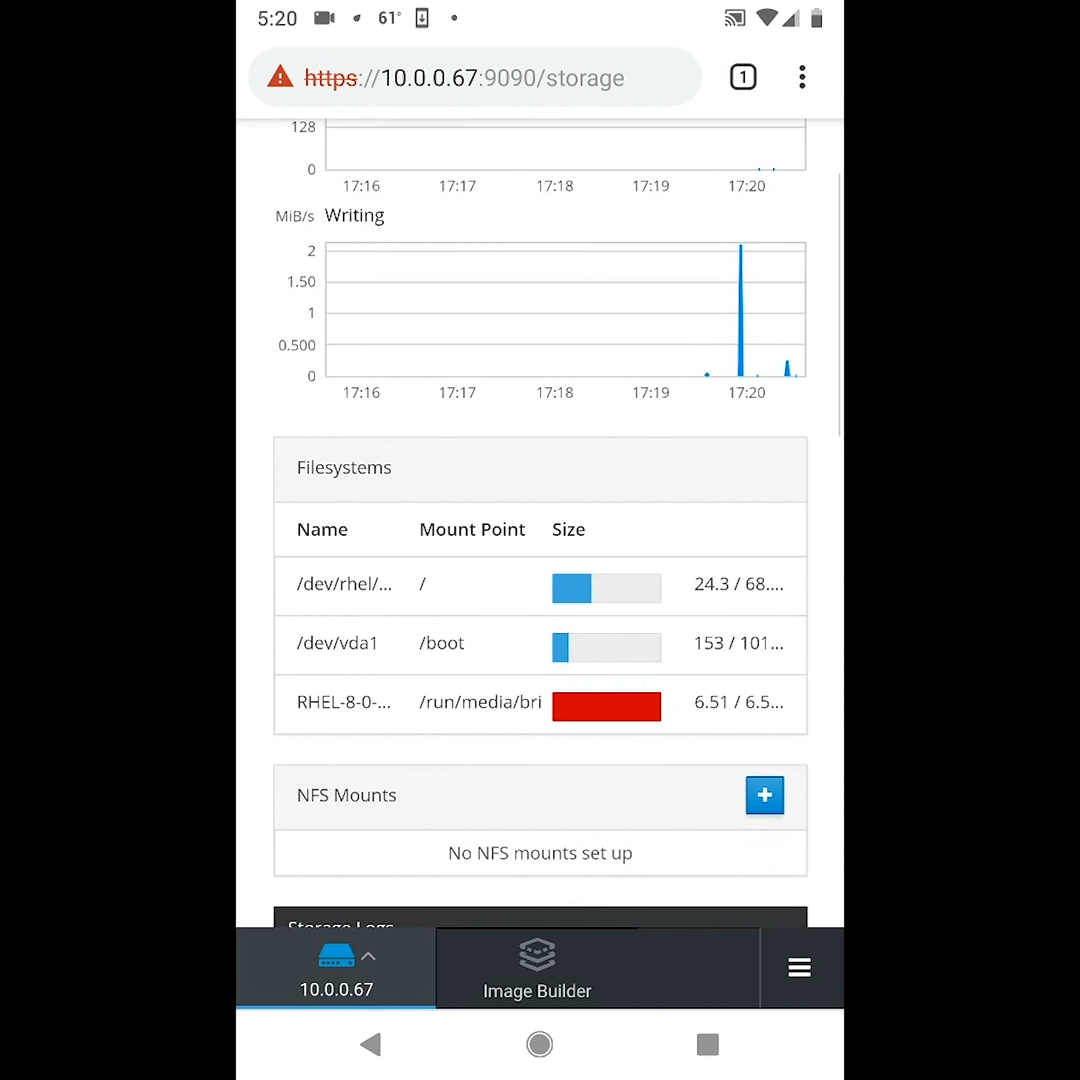 5:20 61°
https://10.0.0.67:9090/storage 1
128
0
17:16 17:17 17:18 17:19 17:20
MiB/s Writing
2
1.50
1
0.500
0
17:16 17:17 17:18 17:19 17:20
Filesystems
Name Mount Point Size
/dev/rhel/... / 24.3 / 68....
/dev/vda1 /boot 153 / 101...
RHEL-8-0-... /run/media/bri 6.51 / 6.5...
NFS Mounts
No NFS mounts set up
Storage Logs
10.0.0.67 Image Builder